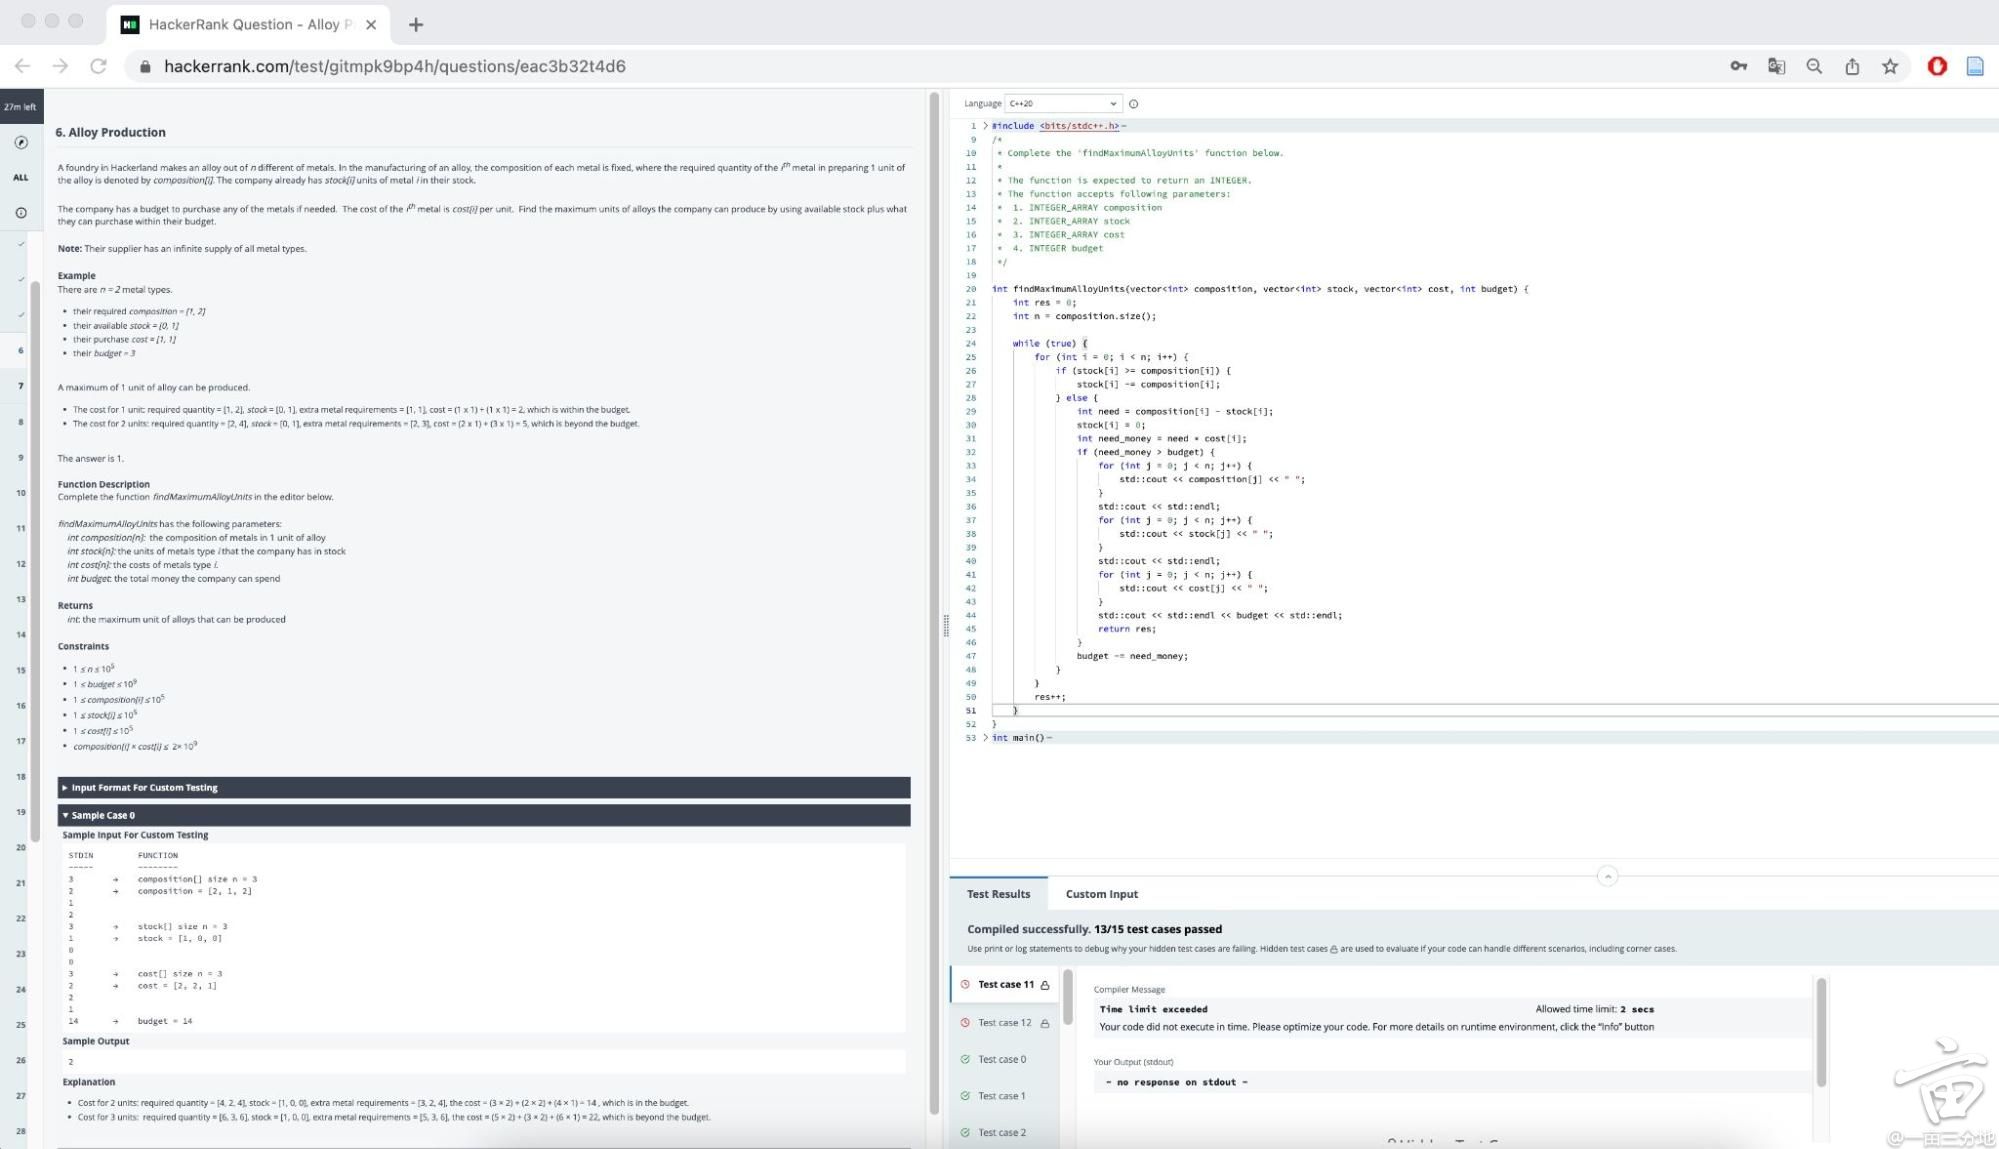 HackerRank Question - Alloy P
hackerrank.com/test/gitmpk9bp4h/questions/eac3b32t4d6
27m left
ALL
6
7
8
9
10
11
12
13
14
15
16
17
18
19
20
21
22
23
24
25
26
27
28
6. Alloy Production
A foundry in Hackerland makes an alloy out of n different of metals. In the manufacturing of an alloy, the composition of each metal is fixed, where the required quantity of the ith metal in preparing 1 unit of
the alloy is denoted by composition[i]. The company already has stock[i] units of metal i in their stock.
The company has a budget to purchase any of the metals if needed. The cost of the ith metal is cost[i] per unit. Find the maximum units of alloys the company can produce by using available stock plus what
they can purchase within their budget.
Note: Their supplier has an infinite supply of all metal types.
Example
There are n = 2 metal types.
• their required composition = [1, 2]
• their available stock = [0, 1]
• their purchase cost = [1, 1]
• their budget = 3
A maximum of 1 unit of alloy can be produced.
• The cost for 1 unit: required quantity = [1, 2], stock = [0, 1], extra metal requirements = [1, 1], cost = (1 x 1) + (1 x 1) = 2, which is within the budget.
• The cost for 2 units: required quantity = [2, 4], stock = [0, 1], extra metal requirements = [2, 3], cost = (2 x 1) + (3 x 1) = 5, which is beyond the budget.
The answer is 1.
Function Description
Complete the function findMaximumAlloyUnits in the editor below.
findMaximumAlloyUnits has the following parameters:
int composition[n]: the composition of metals in 1 unit of alloy
int stock[n]: the units of metals type i that the company has in stock
int cost[n]: the costs of metals type i.
int budget: the total money the company can spend
Returns
int: the maximum unit of alloys that can be produced
Constraints
• 1 ≤ n ≤ 10^5
• 1 ≤ budget ≤ 10^9
• 1 ≤ composition[i] ≤ 10^5
• 1 ≤ stock[i] ≤ 10^5
• 1 ≤ cost[i] ≤ 10^5
• composition[i] × cost[i] ≤ 2× 10^9
Input Format For Custom Testing
Sample Case 0
Sample Input For Custom Testing
STDIN FUNCTION
----- --------
3 → composition[] size n = 3
2 → composition = [2, 1, 2]
1
2
3 → stock[] size n = 3
1 → stock = [1, 0, 0]
0
0
3 → cost[] size n = 3
2 → cost = [2, 2, 1]
2
1
14 → budget = 14
Sample Output
2
Explanation
• Cost for 2 units: required quantity = [4, 2, 4], stock = [1, 0, 0], extra metal requirements = [3, 2, 4], the cost = (3 × 2) + (2 × 2) + (4 × 1) = 14 , which is in the budget.
• Cost for 3 units: required quantity = [6, 3, 6], stock = [1, 0, 0], extra metal requirements = [5, 3, 6], the cost = (5 × 2) + (3 × 2) + (6 × 1) = 22, which is beyond the budget.
Language C++20
1 > #include <bits/stdc++.h>–
9 /*
10 * Complete the 'findMaximumAlloyUnits' function below.
11 *
12 * The function is expected to return an INTEGER.
13 * The function accepts following parameters:
14 * 1. INTEGER_ARRAY composition
15 * 2. INTEGER_ARRAY stock
16 * 3. INTEGER_ARRAY cost
17 * 4. INTEGER budget
18 */
19
20 int findMaximumAlloyUnits(vector<int> composition, vector<int> stock, vector<int> cost, int budget) {
21 int res = 0;
22 int n = composition.size();
23
24 while (true) {
25 for (int i = 0; i < n; i++) {
26 if (stock[i] >= composition[i]) {
27 stock[i] -= composition[i];
28 } else {
29 int need = composition[i] - stock[i];
30 stock[i] = 0;
31 int need_money = need * cost[i];
32 if (need_money > budget) {
33 for (int j = 0; j < n; j++) {
34 std::cout << composition[j] << " ";
35 }
36 std::cout << std::endl;
37 for (int j = 0; j < n; j++) {
38 std::cout << stock[j] << " ";
39 }
40 std::cout << std::endl;
41 for (int j = 0; j < n; j++) {
42 std::cout << cost[j] << " ";
43 }
44 std::cout << std::endl << budget << std::endl;
45 return res;
46 }
47 budget -= need_money;
48 }
49 }
50 res++;
51 }
52 }
53 > int main()–
Test Results
Custom Input
Compiled successfully. 13/15 test cases passed
Use print or log statements to debug why your hidden test cases are failing. Hidden test cases are used to evaluate if your code can handle different scenarios, including corner cases.
Test case 11
Test case 12
Test case 0
Test case 1
Test case 2
Compiler Message
Time limit exceeded
Allowed time limit: 2 secs
Your code did not execute in time. Please optimize your code. For more details on runtime environment, click the "Info" button
Your Output (stdout)
~ no response on stdout ~
@一亩三分地